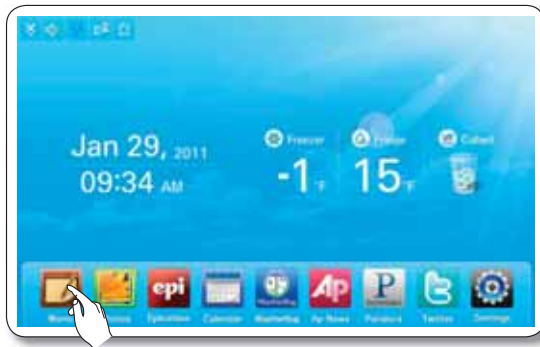 Freezer Fridge Cubed
Jan 29, 2011
-1 °F 15 °F
09:34 AM
epi
Ap
P
Epicurious Calendar WeatherBug Ap News Pandora Twitter Settings